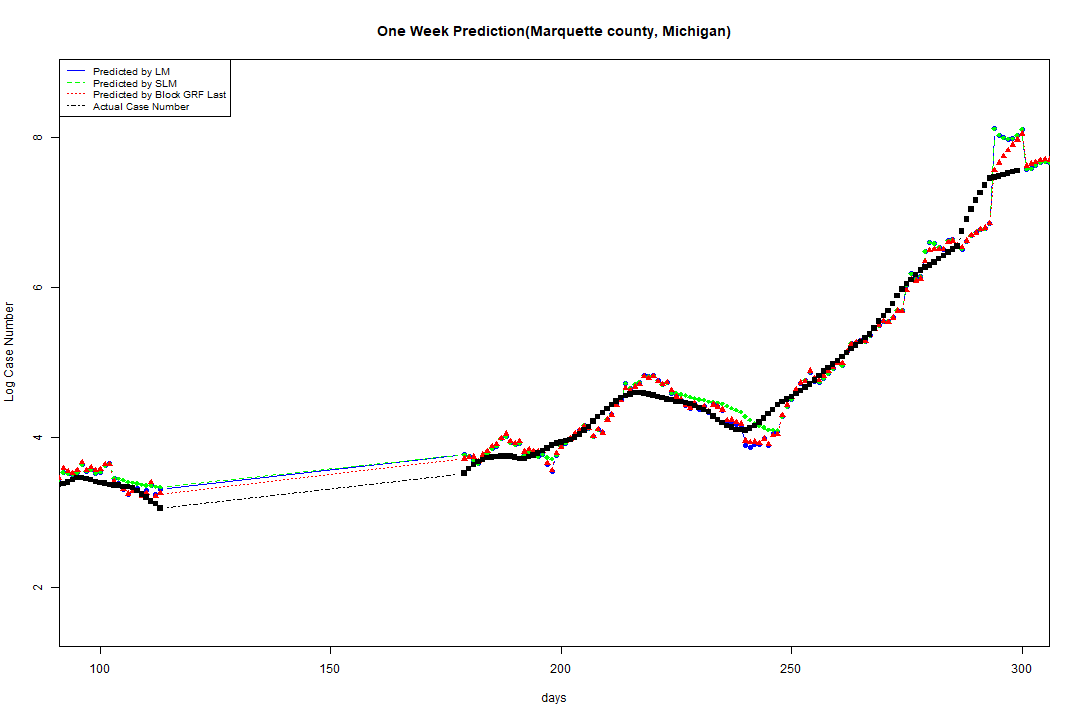 One Week Prediction(Marquette county, Michigan)
Predicted by LM
Predicted by SLM
Predicted by Block GRF Last
Actual Case Number
8
6
4
2
Log Case Number
100
150
200
250
300
days